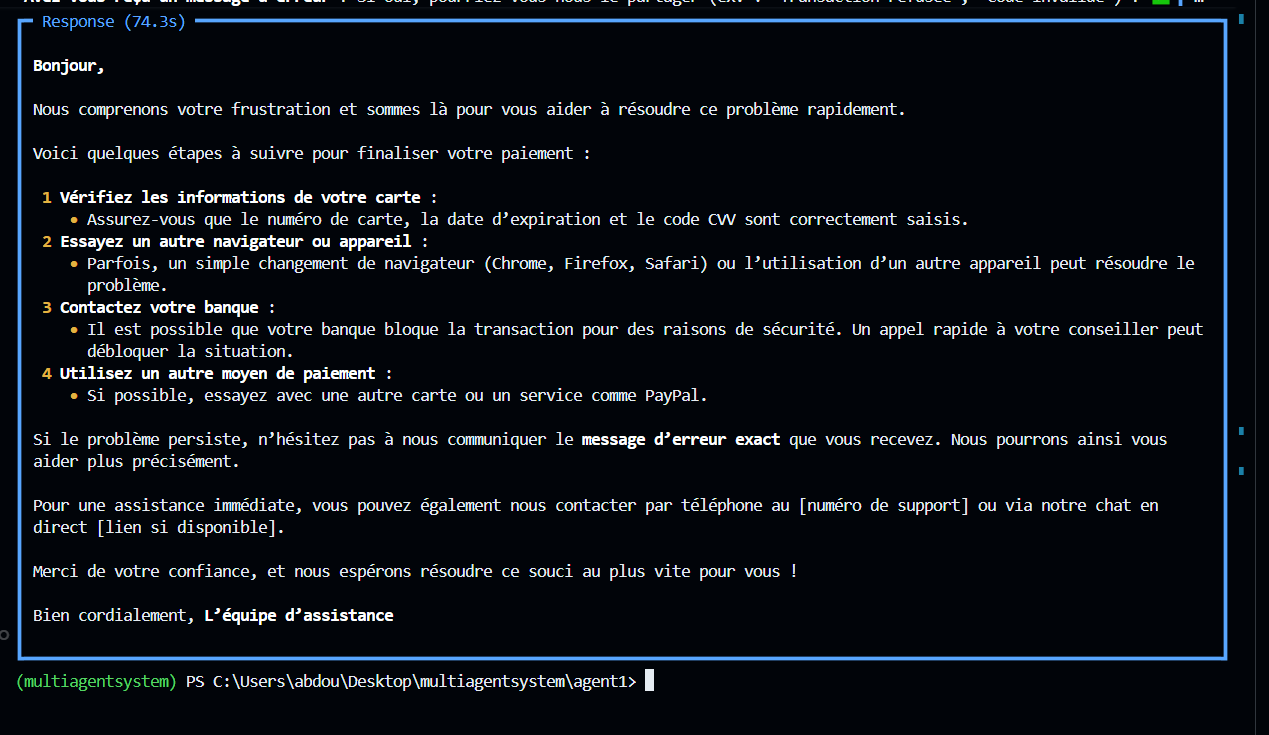 Response (74.3s)
Bonjour,
Nous comprenons votre frustration et sommes là pour vous aider à résoudre ce problème rapidement.
Voici quelques étapes à suivre pour finaliser votre paiement :
1 Vérifiez les informations de votre carte :
• Assurez-vous que le numéro de carte, la date d’expiration et le code CVV sont correctement saisis.
2 Essayez un autre navigateur ou appareil :
• Parfois, un simple changement de navigateur (Chrome, Firefox, Safari) ou l’utilisation d’un autre appareil peut résoudre le
problème.
3 Contactez votre banque :
• Il est possible que votre banque bloque la transaction pour des raisons de sécurité. Un appel rapide à votre conseiller peut
débloquer la situation.
4 Utilisez un autre moyen de paiement :
• Si possible, essayez avec une autre carte ou un service comme PayPal.
Si le problème persiste, n’hésitez pas à nous communiquer le message d’erreur exact que vous recevez. Nous pourrons ainsi vous
aider plus précisément.
Pour une assistance immédiate, vous pouvez également nous contacter par téléphone au [numéro de support] ou via notre chat en
direct [lien si disponible].
Merci de votre confiance, et nous espérons résoudre ce souci au plus vite pour vous !
Bien cordialement, L’équipe d’assistance
(multiagentsystem) PS C:\Users\abdou\Desktop\multiagentsystem\agent1>